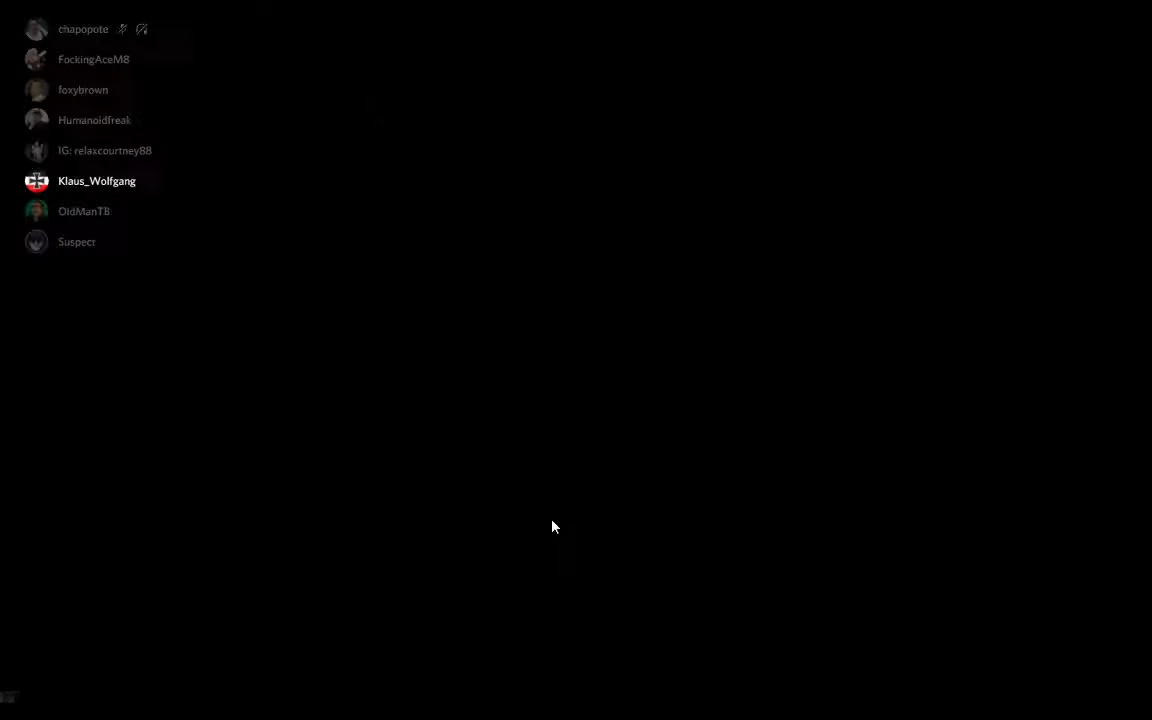 chapopote
FockingAceM8
foxybrown
Humanoidfreak
IG: relaxcourtney88
Klaus_Wolfgang
OldManTB
Suspect